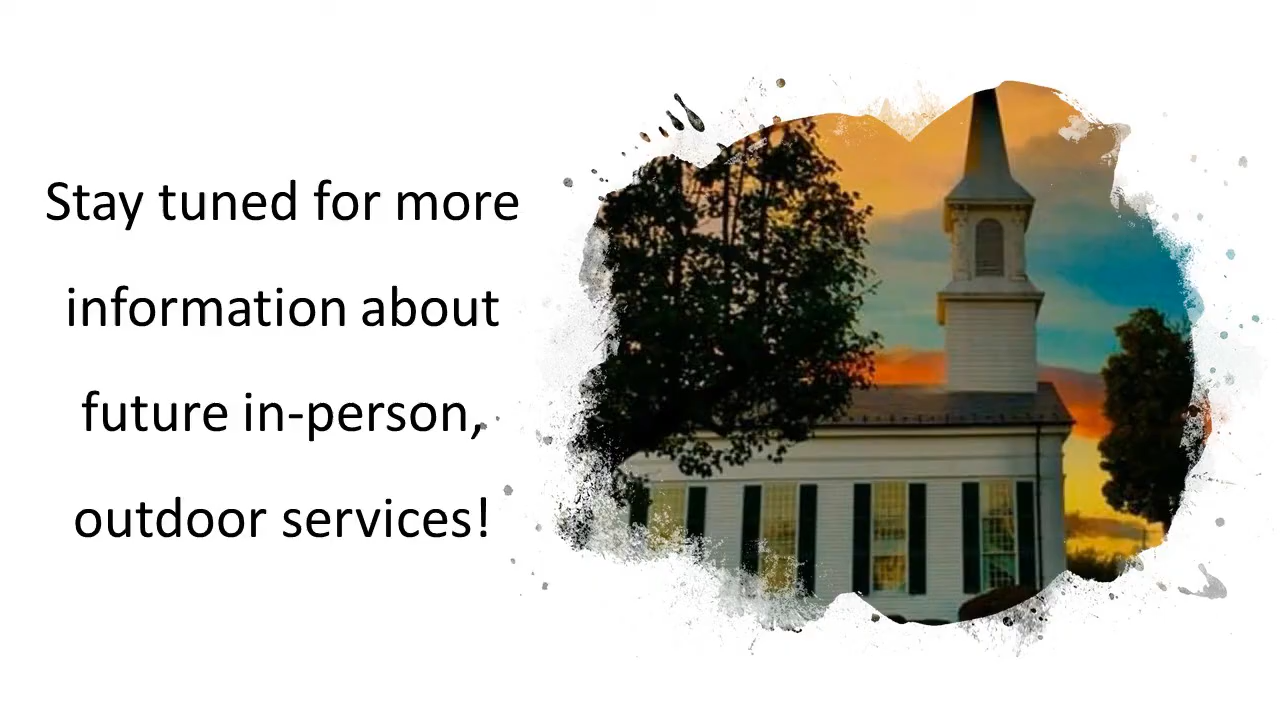 Stay tuned for more
information about
future in-person,
outdoor services!